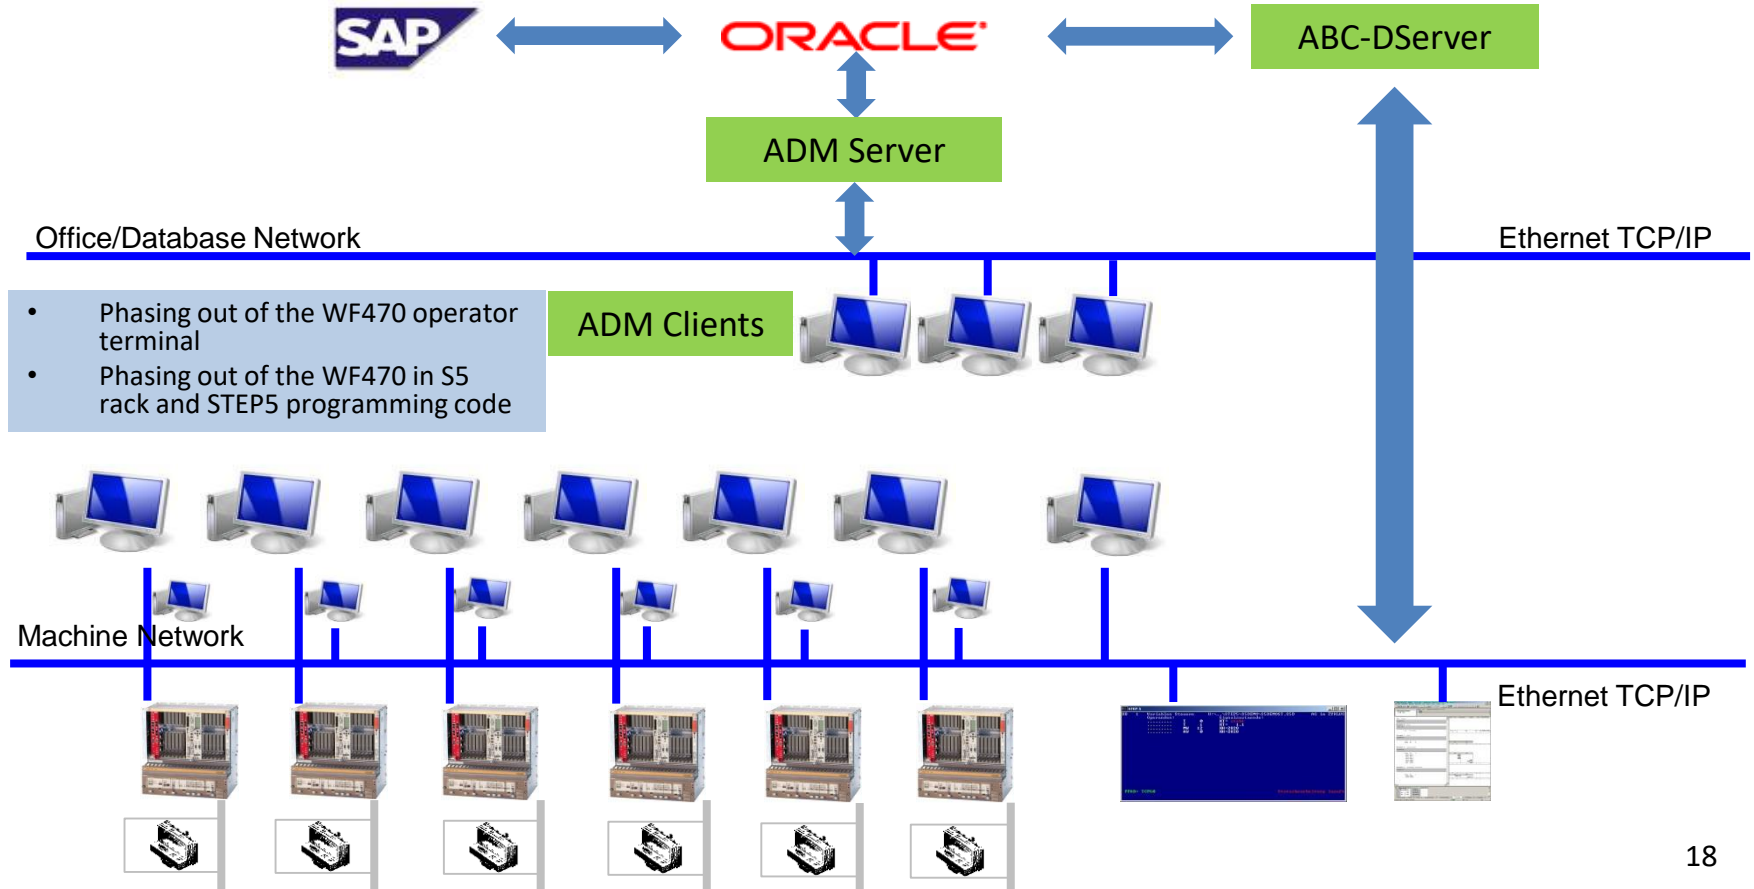 SAP
ORACLE
ABC-DServer
ADM Server
Office/Database Network
Ethernet TCP/IP
• Phasing out of the WF470 operator
terminal
• Phasing out of the WF470 in S5
rack and STEP5 programming code
ADM Clients
Machine Network
Ethernet TCP/IP
18